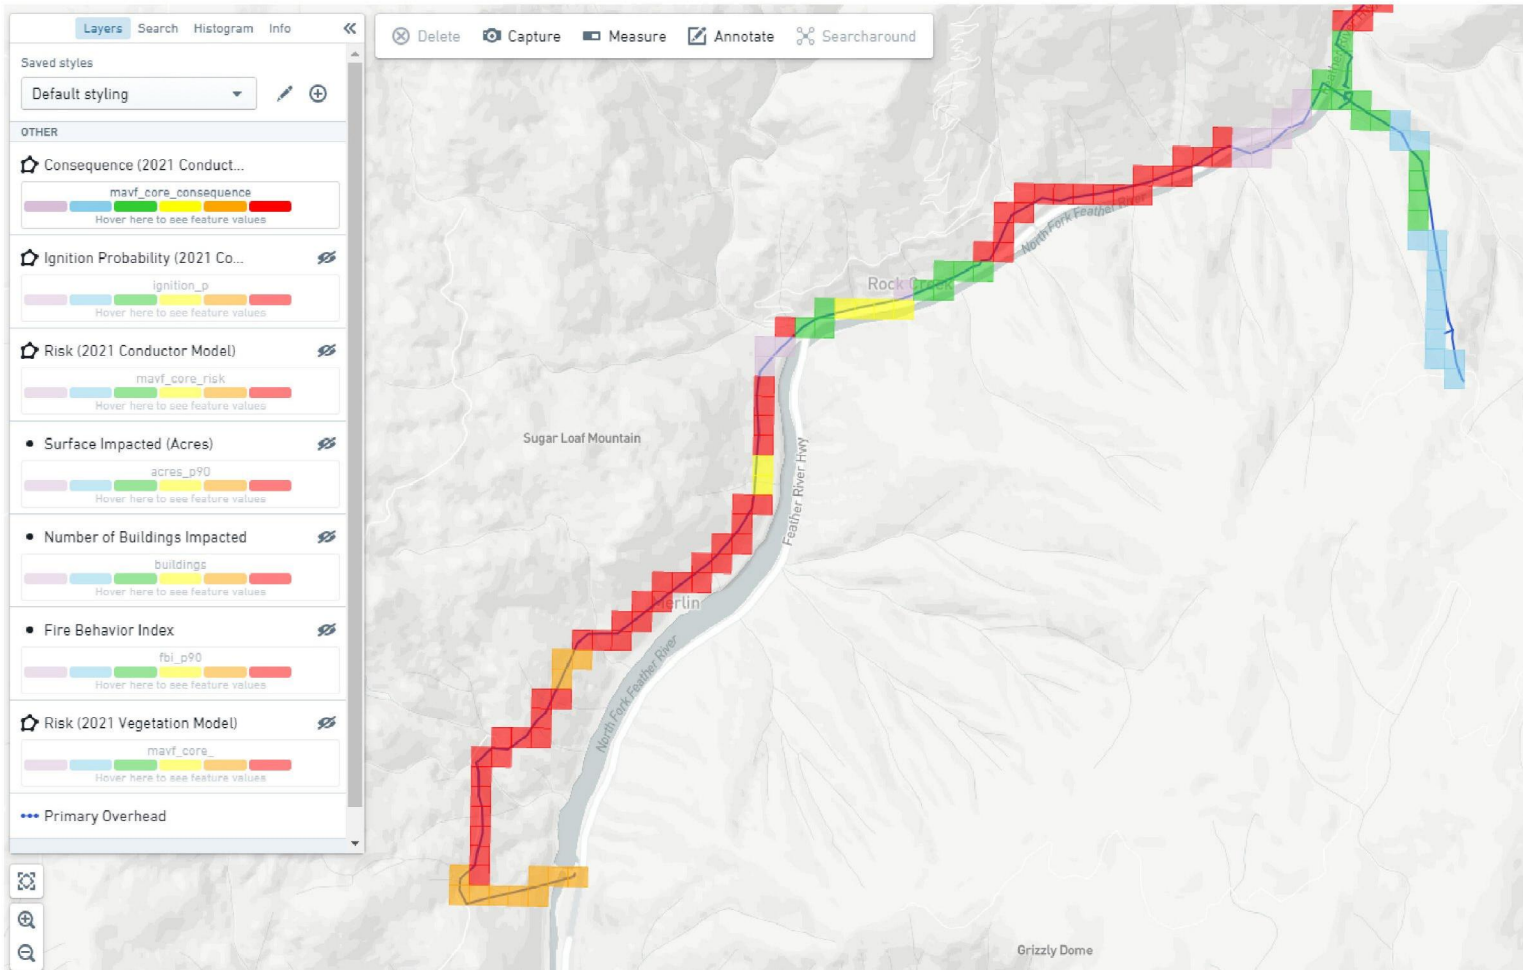 Layers Search Histogram Info
Delete Capture Measure Annotate Searcharound
Saved styles
Default styling
OTHER
Consequence (2021 Conduct...
mavf_core_consequence
Hover here to see feature values
Ignition Probability (2021 Co...
ignition_p
Hover here to see feature values
Risk (2021 Conductor Model)
mavf_core_risk
Hover here to see feature values
Surface Impacted (Acres)
acres_p90
Hover here to see feature values
Number of Buildings Impacted
buildings
Hover here to see feature values
Fire Behavior Index
fbi_p90
Hover here to see feature values
Risk (2021 Vegetation Model)
mavf_core_
Hover here to see feature values
Primary Overhead
North Fork Feather River
Rock Creek
Sugar Loaf Mountain
Feather River Hwy
Merlin
North Fork Feather River
Grizzly Dome